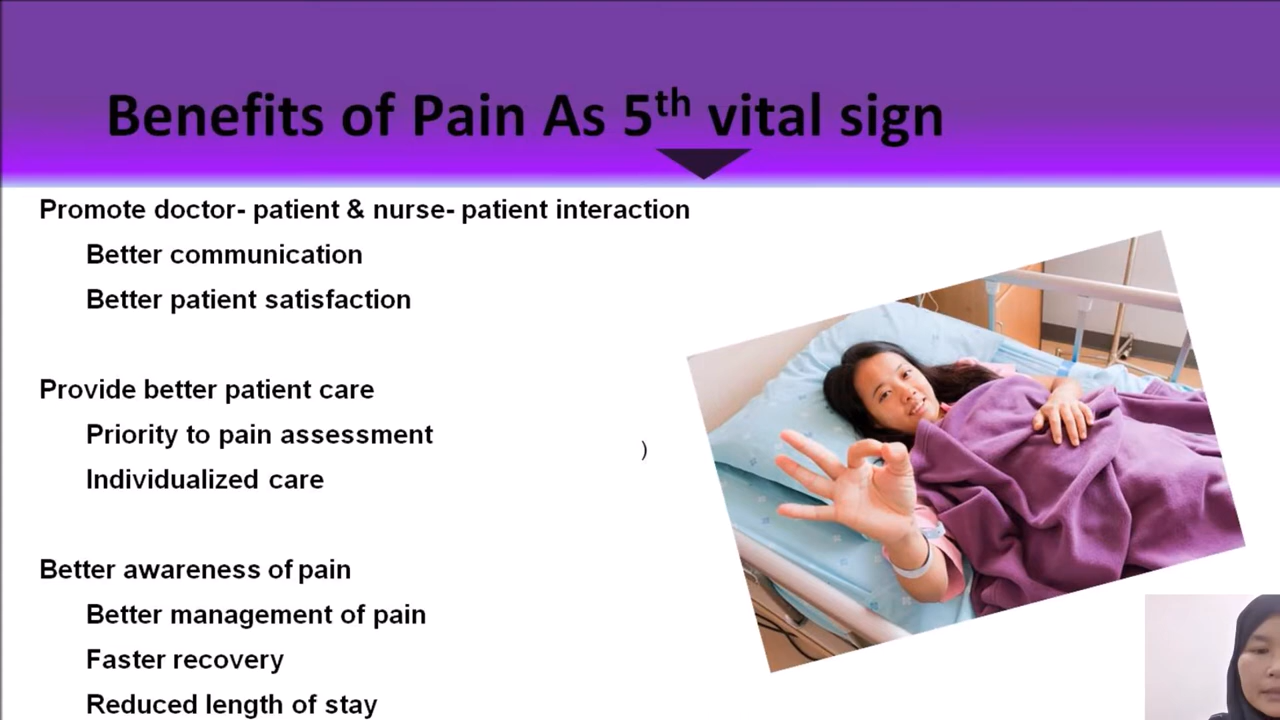 Benefits of Pain As 5th vital sign
Promote doctor- patient & nurse- patient interaction
Better communication
Better patient satisfaction
Provide better patient care
Priority to pain assessment
)
Individualized care
Better awareness of pain
Better management of pain
Faster recovery
Reduced length of stay